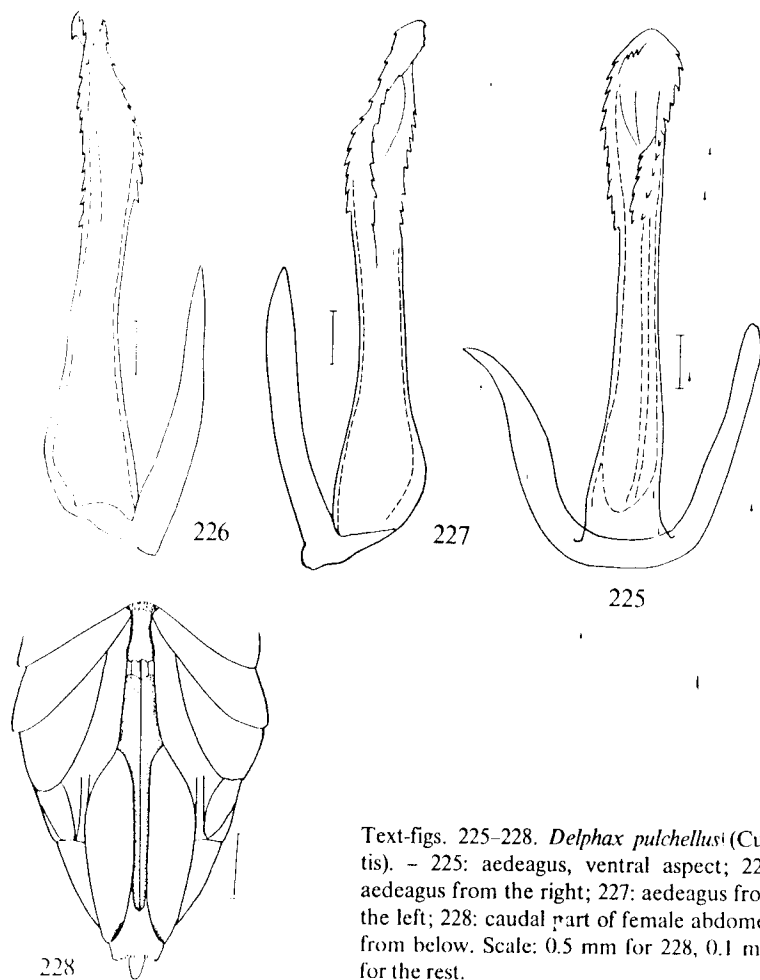 226
227
225
228
Text-figs. 225–228. Delphax pulchellus (Cu
tis). – 225: aedeagus, ventral aspect; 22
aedeagus from the right; 227: aedeagus fro
the left; 228: caudal part of female abdome
from below. Scale: 0.5 mm for 228, 0.1 m
for the rest.